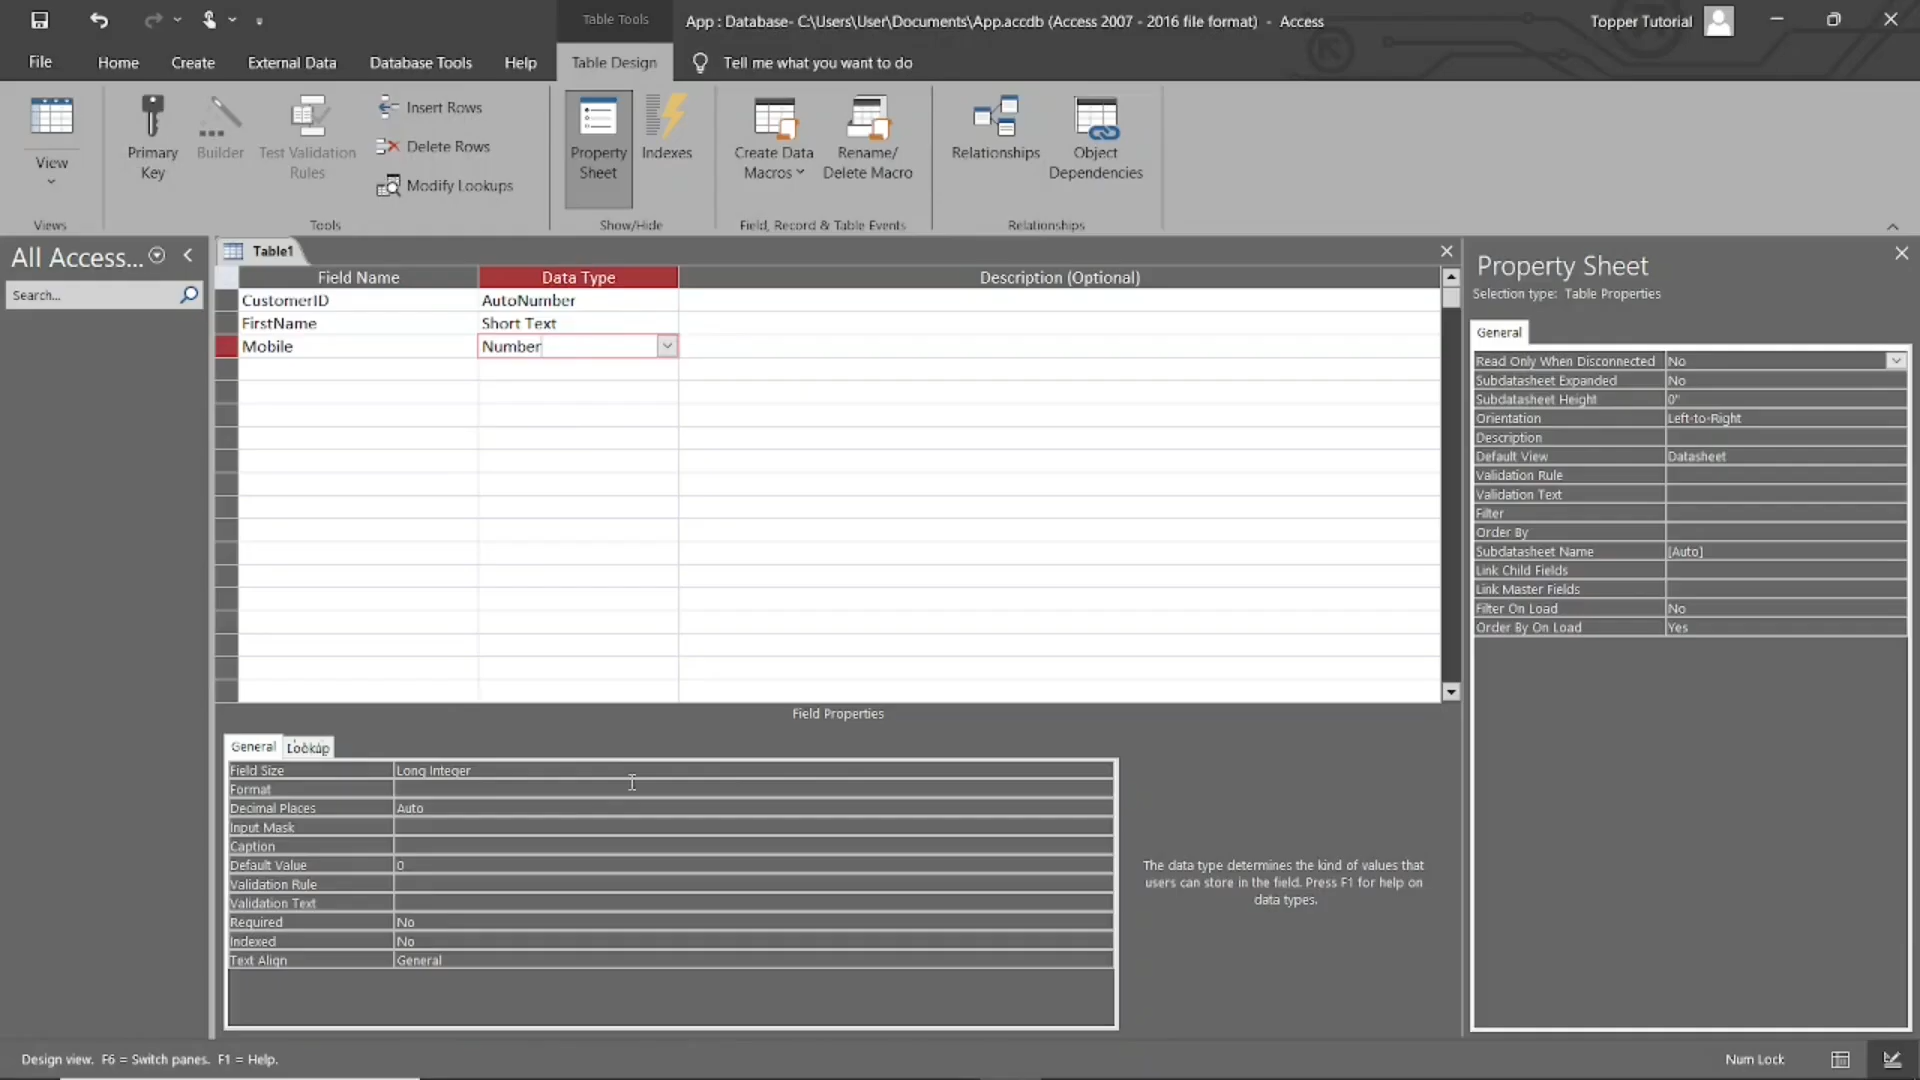 Table Tools
App : Database- C:\Users\User\Documents\App.accdb (Access 2007 - 2016 file format) - Access
Topper Tutorial
File
Home
Create
External Data
Database Tools
Help
Table Design
Tell me what you want to do
View
Primary
Key
Builder
Test Validation
Rules
Insert Rows
Delete Rows
Modify Lookups
Property
Sheet
Indexes
Create Data
Macros
Rename/
Delete Macro
Relationships
Object
Dependencies
Views
Tools
Show/Hide
Field, Record & Table Events
Relationships
All Access...
Search...
Table1
Field Name
Data Type
Description (Optional)
CustomerID
AutoNumber
FirstName
Short Text
Mobile
Number
Field Properties
General
Lookup
Field Size
Long Integer
Format
Decimal Places
Auto
Input Mask
Caption
Default Value
0
Validation Rule
Validation Text
Required
No
Indexed
No
Text Align
General
The data type determines the kind of values that
users can store in the field. Press F1 for help on
data types.
Property Sheet
Selection type: Table Properties
General
Read Only When Disconnected
No
Subdatasheet Expanded
No
Subdatasheet Height
0"
Orientation
Left-to-Right
Description
Default View
Datasheet
Validation Rule
Validation Text
Filter
Order By
Subdatasheet Name
[Auto]
Link Child Fields
Link Master Fields
Filter On Load
No
Order By On Load
Yes
Design view. F6 = Switch panes. F1 = Help.
Num Lock